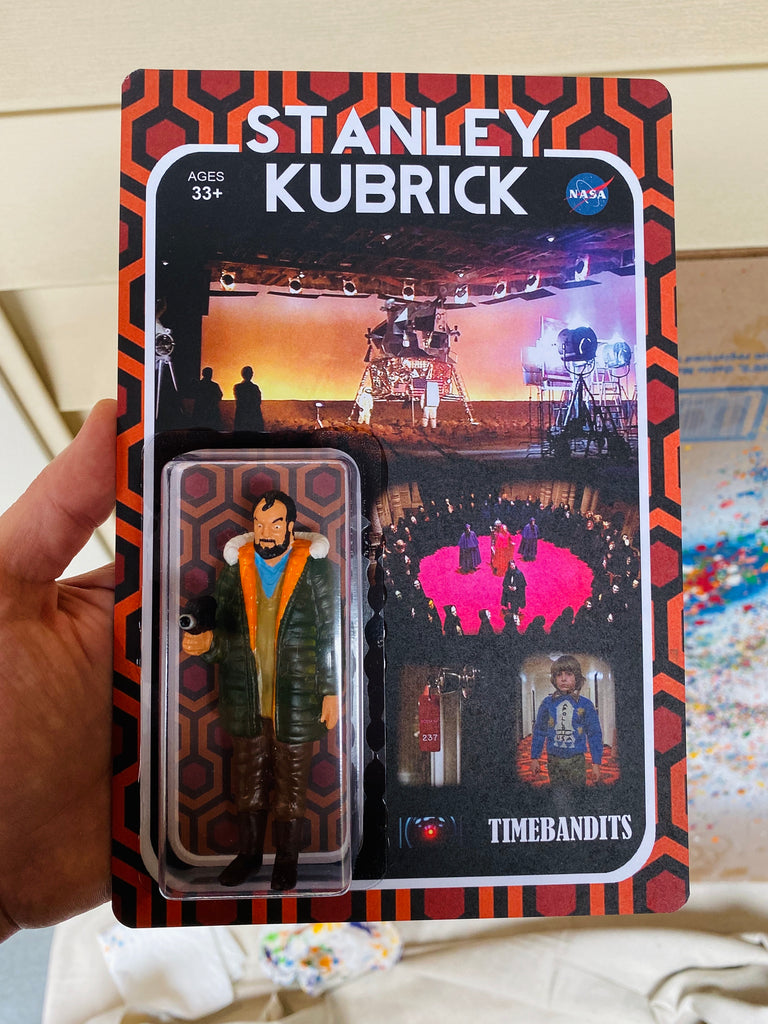 STANLEY
KUBRICK
AGES
33+
NASA
237
TIMEBANDITS